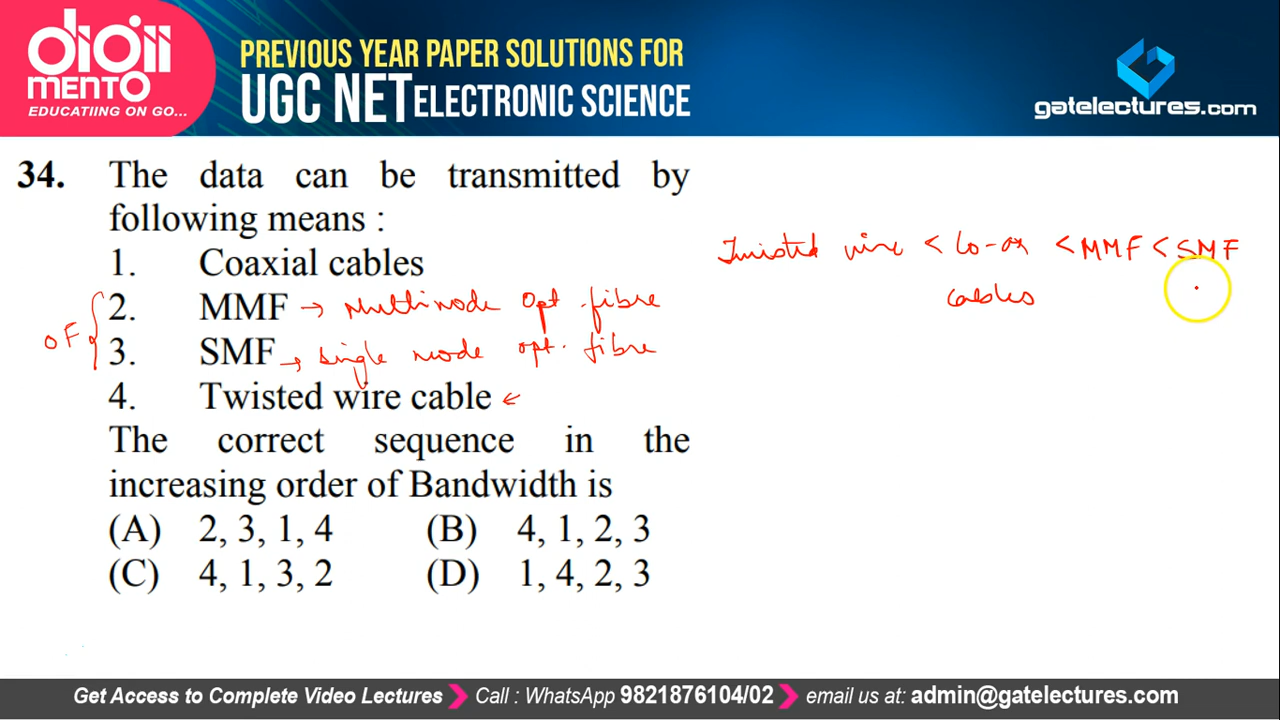 dioii
MENTO
EDUCATIING ON GO...
PREVIOUS YEAR PAPER SOLUTIONS FOR
UGC NET ELECTRONIC SCIENCE
gatelectures.com
34. The data can be transmitted by
following means :
1. Coaxial cables
2. MMF → Multimode opt. fibre
3. SMF → single mode opt. fibre
OF
4. Twisted wire cable ←
The correct sequence in the
increasing order of Bandwidth is
(A) 2, 3, 1, 4 (B) 4, 1, 2, 3
(C) 4, 1, 3, 2 (D) 1, 4, 2, 3
Twisted wire < Co-ax < MMF < SMF
cables
Get Access to Complete Video Lectures Call : WhatsApp 9821876104/02 email us at: admin@gatelectures.com